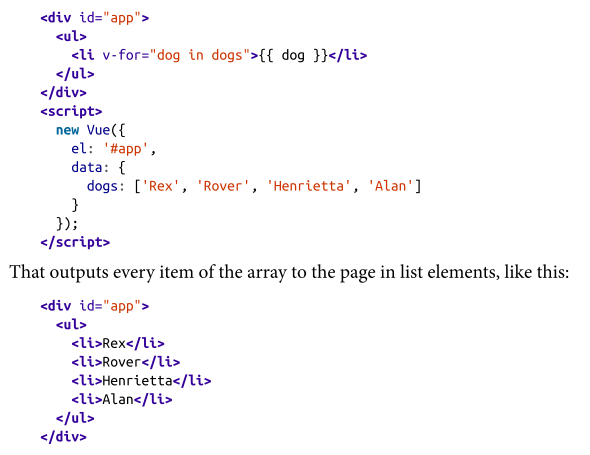 <div id="app">
  <ul>
    <li v-for="dog in dogs">{{ dog }}</li>
  </ul>
</div>
<script>
  new Vue({
    el: '#app',
    data: {
      dogs: ['Rex', 'Rover', 'Henrietta', 'Alan']
    }
  });
</script>
That outputs every item of the array to the page in list elements, like this:
<div id="app">
  <ul>
    <li>Rex</li>
    <li>Rover</li>
    <li>Henrietta</li>
    <li>Alan</li>
  </ul>
</div>